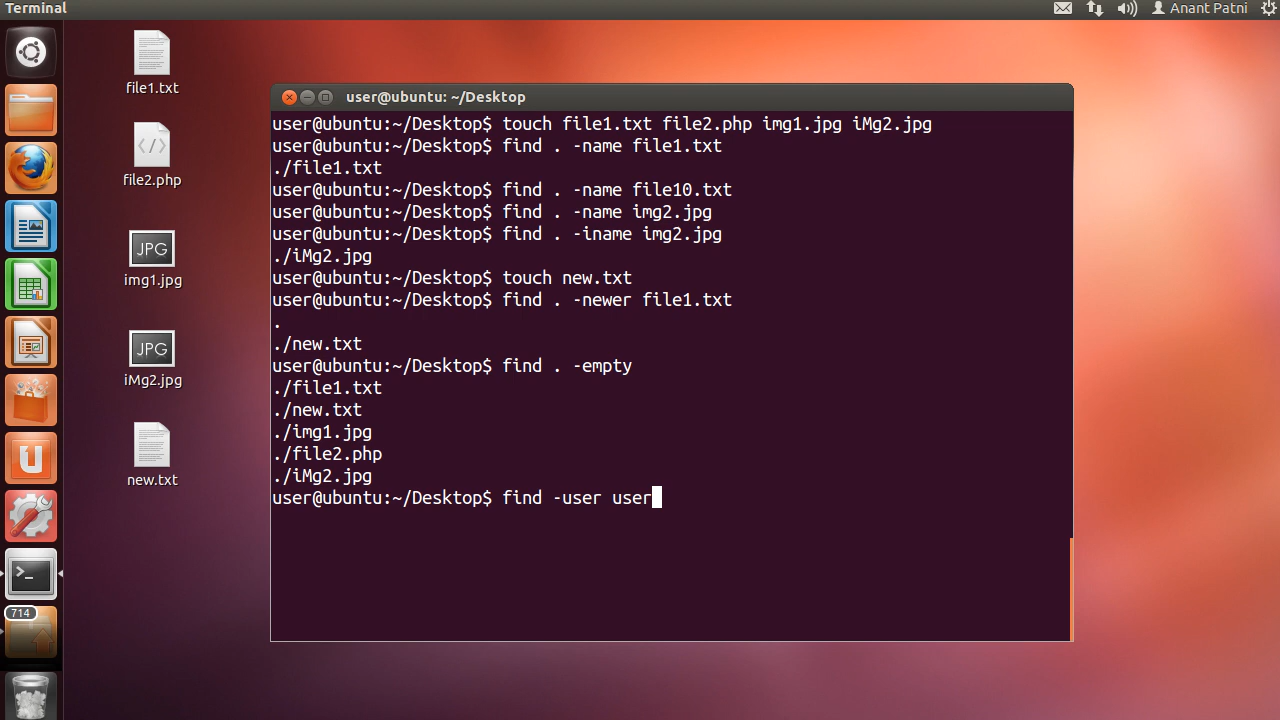 Terminal
Anant Patni
file1.txt
file2.php
JPG
img1.jpg
JPG
iMg2.jpg
new.txt
714
user@ubuntu: ~/Desktop
user@ubuntu:~/Desktop$ touch file1.txt file2.php img1.jpg iMg2.jpg
user@ubuntu:~/Desktop$ find . -name file1.txt
./file1.txt
user@ubuntu:~/Desktop$ find . -name file10.txt
user@ubuntu:~/Desktop$ find . -name img2.jpg
user@ubuntu:~/Desktop$ find . -iname img2.jpg
./iMg2.jpg
user@ubuntu:~/Desktop$ touch new.txt
user@ubuntu:~/Desktop$ find . -newer file1.txt
.
./new.txt
user@ubuntu:~/Desktop$ find . -empty
./file1.txt
./new.txt
./img1.jpg
./file2.php
./iMg2.jpg
user@ubuntu:~/Desktop$ find -user user